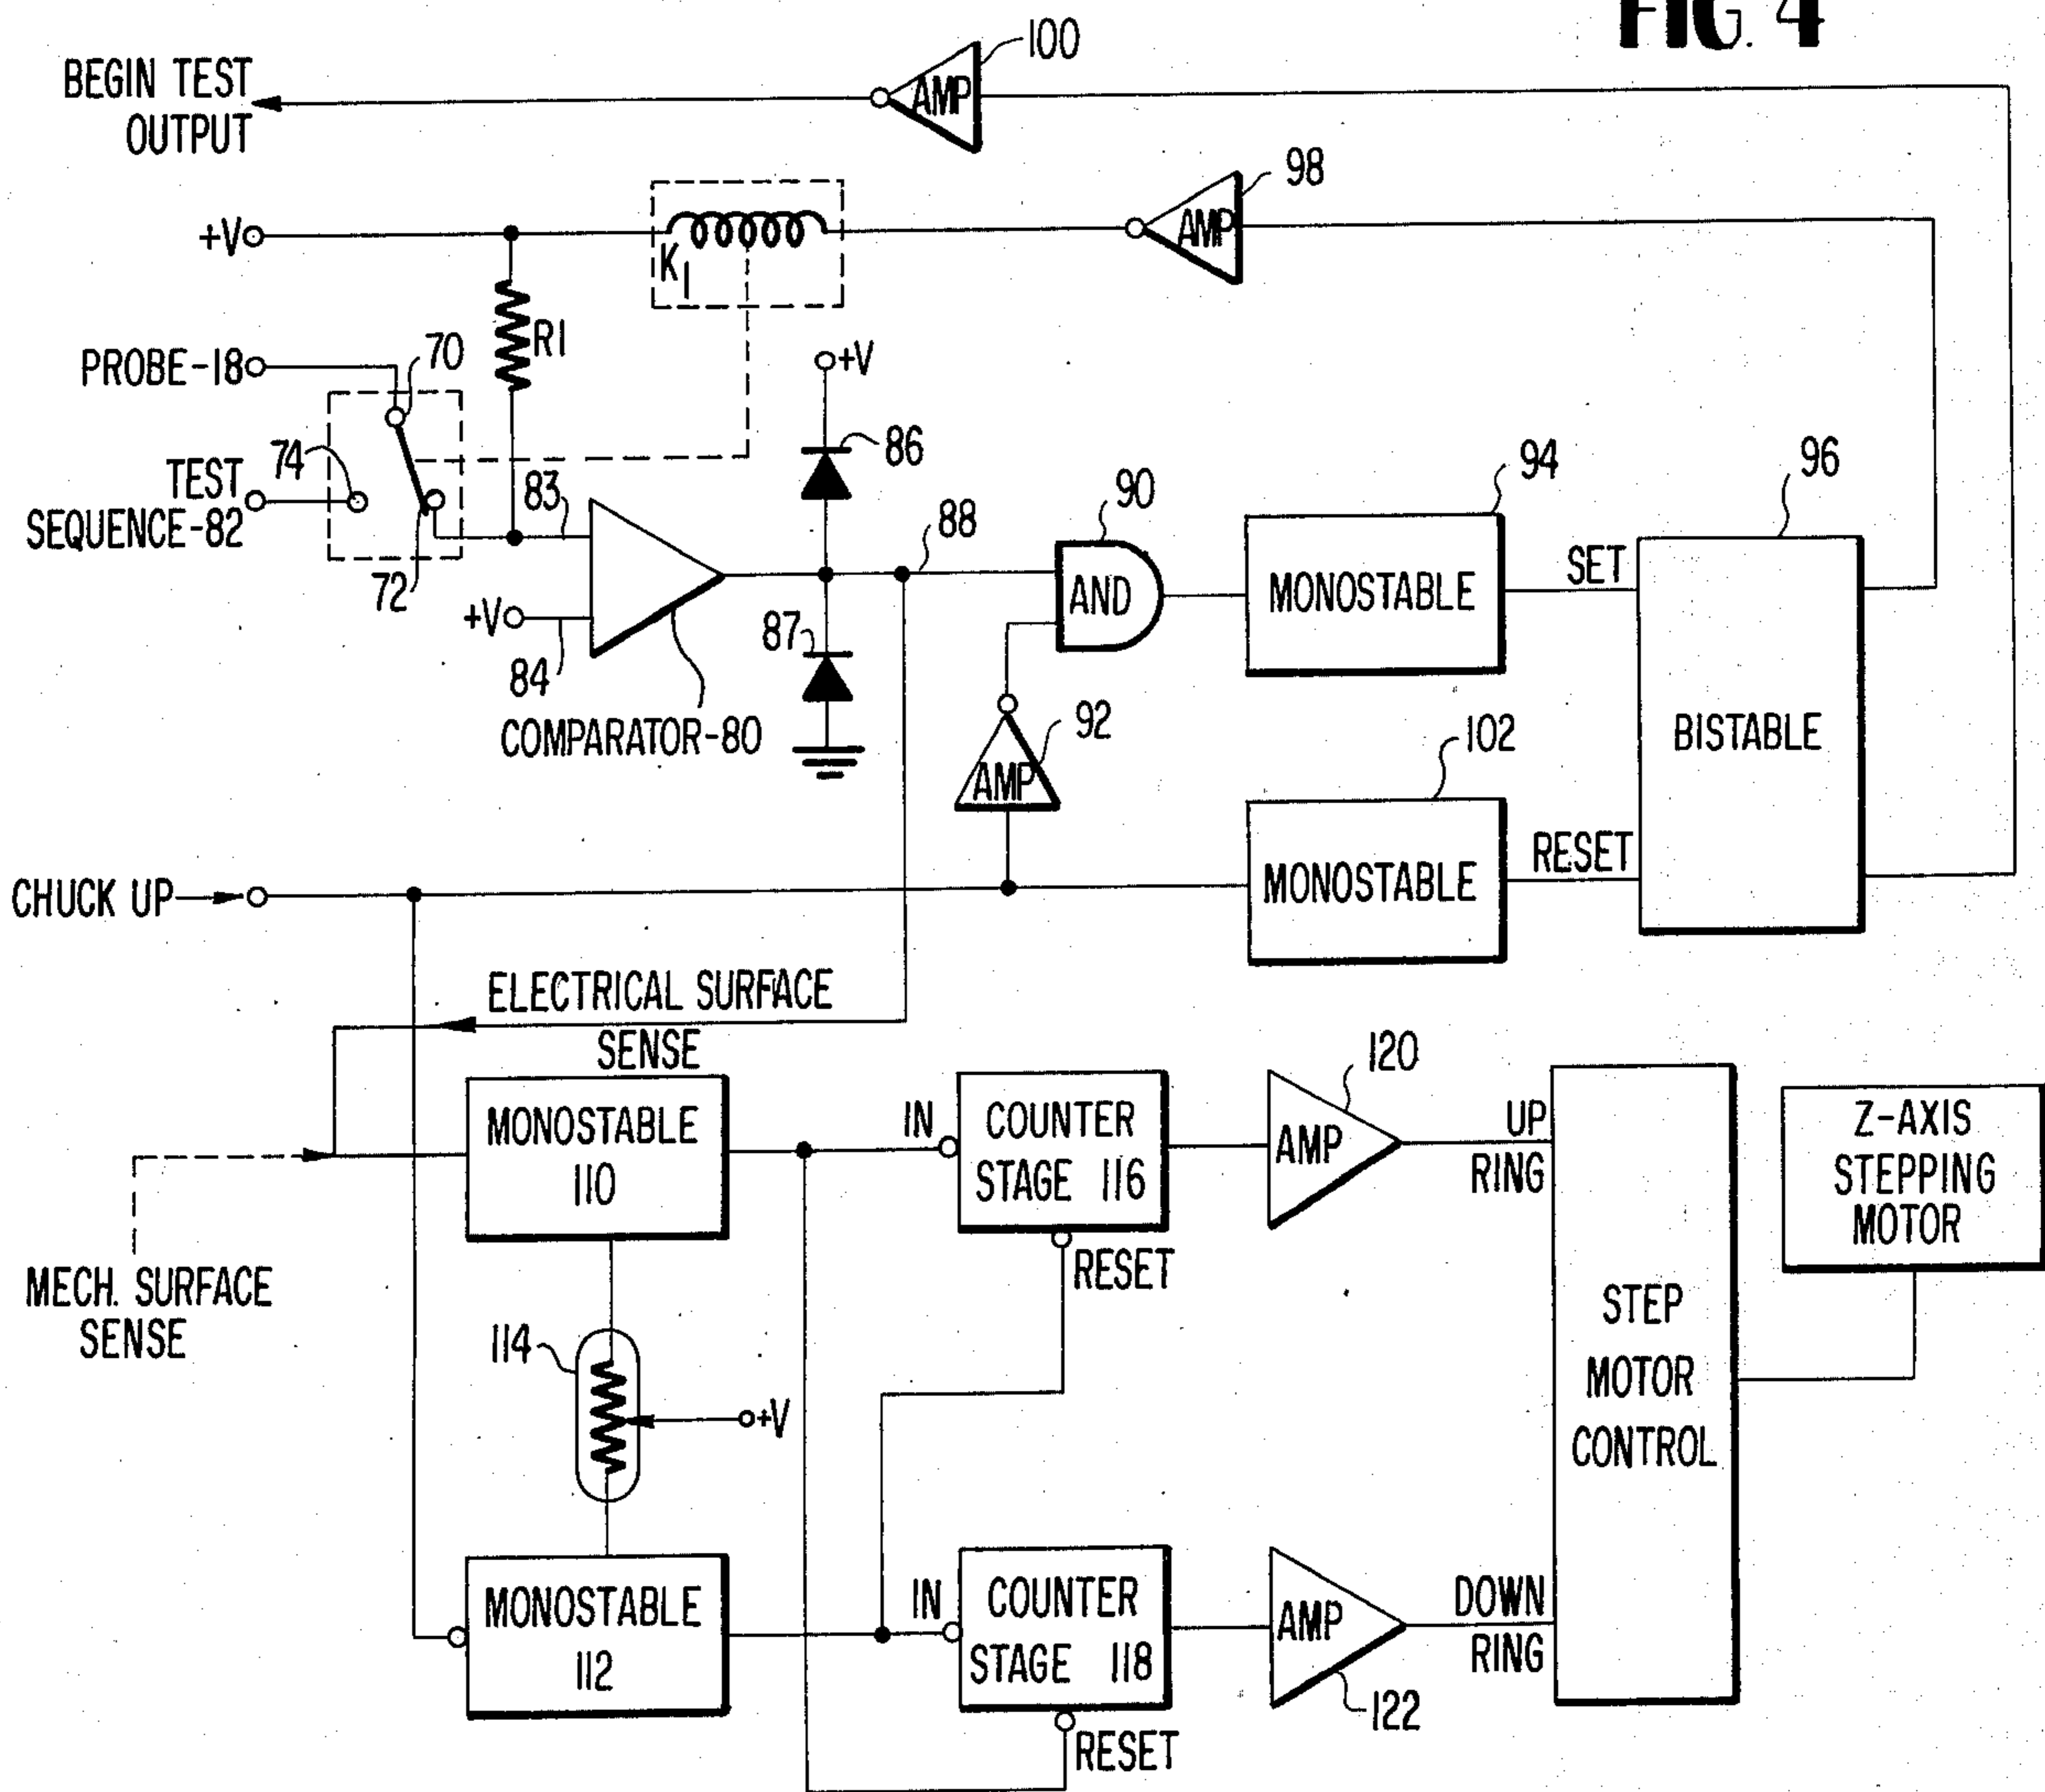 FIG. 4
100
BEGIN TEST
OUTPUT
AMP
98
AMP
+V
K1
R1
PROBE-18
70
+V
74
86
TEST
SEQUENCE-82
83
72
88
90
94
96
AND
MONOSTABLE
SET
+V
84
87
COMPARATOR-80
92
AMP
BISTABLE
102
MONOSTABLE
RESET
CHUCK UP
ELECTRICAL SURFACE
SENSE
120
MONOSTABLE
110
IN
COUNTER
STAGE 116
AMP
UP
RING
Z-AXIS
STEPPING
MOTOR
RESET
MECH. SURFACE
SENSE
114
+V
STEP
MOTOR
CONTROL
MONOSTABLE
112
IN
COUNTER
STAGE 118
AMP
DOWN
RING
122
RESET